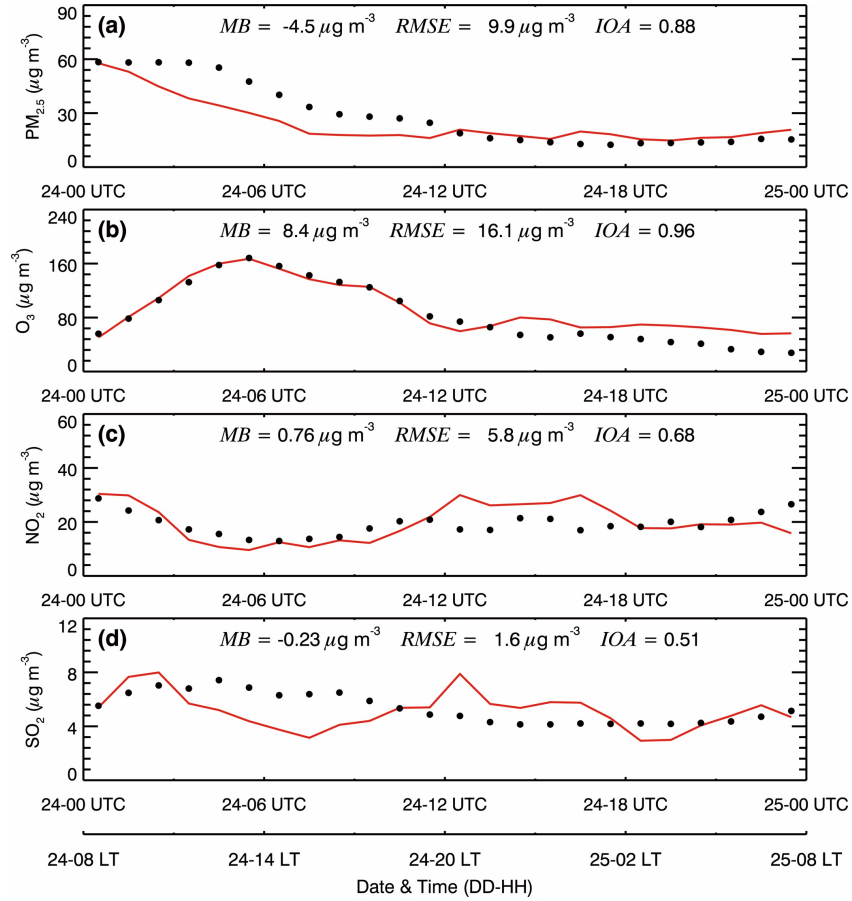 (a) MB = -4.5 µg m-3 RMSE = 9.9 µg m-3 IOA = 0.88
PM2.5 (µg m-3)
90
60
30
0
24-00 UTC 24-06 UTC 24-12 UTC 24-18 UTC 25-00 UTC
(b) MB = 8.4 µg m-3 RMSE = 16.1 µg m-3 IOA = 0.96
O3 (µg m-3)
240
160
80
0
24-00 UTC 24-06 UTC 24-12 UTC 24-18 UTC 25-00 UTC
(c) MB = 0.76 µg m-3 RMSE = 5.8 µg m-3 IOA = 0.68
NO2 (µg m-3)
60
40
20
0
24-00 UTC 24-06 UTC 24-12 UTC 24-18 UTC 25-00 UTC
(d) MB = -0.23 µg m-3 RMSE = 1.6 µg m-3 IOA = 0.51
SO2 (µg m-3)
12
8
4
0
24-00 UTC 24-06 UTC 24-12 UTC 24-18 UTC 25-00 UTC
24-08 LT 24-14 LT 24-20 LT 25-02 LT 25-08 LT
Date & Time (DD-HH)